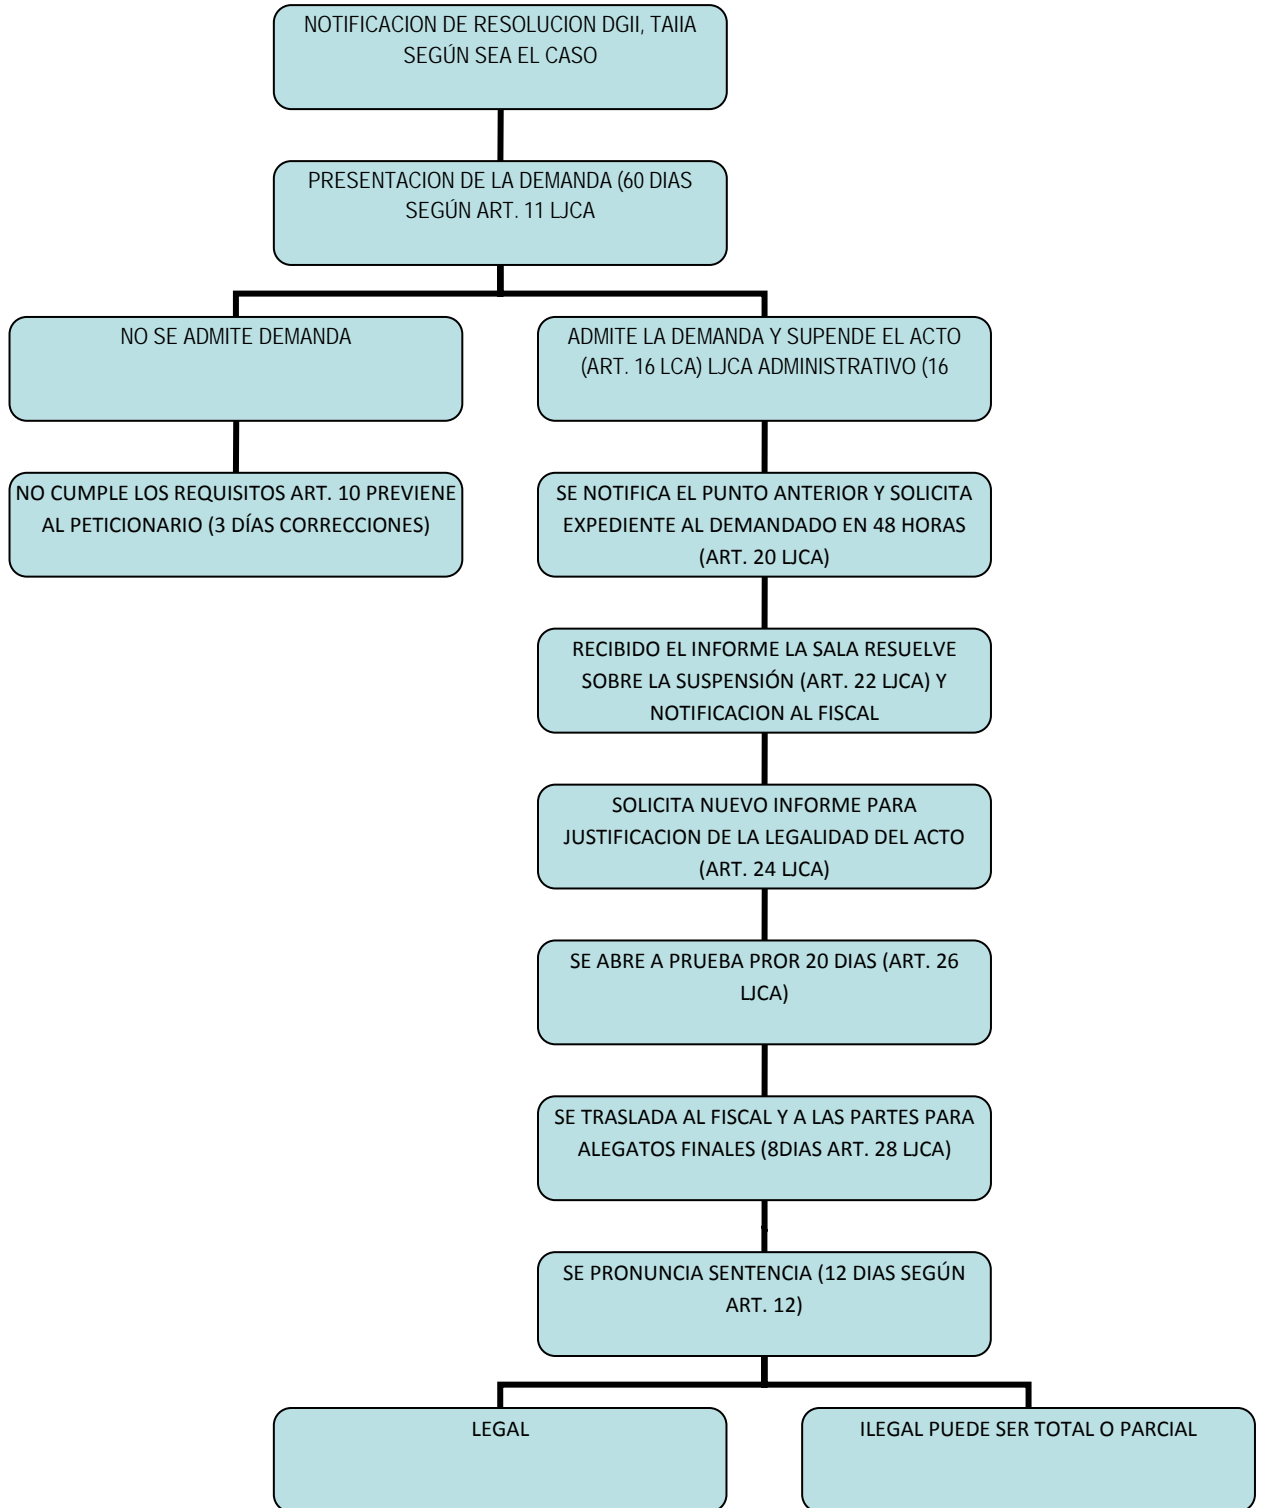 NOTIFICACION DE RESOLUCION DGII, TAIIA
SEGÚN SEA EL CASO
PRESENTACION DE LA DEMANDA (60 DIAS
SEGÚN ART. 11 LJCA
NO SE ADMITE DEMANDA
ADMITE LA DEMANDA Y SUPENDE EL ACTO
(ART. 16 LCA) LJCA ADMINISTRATIVO (16
NO CUMPLE LOS REQUISITOS ART. 10 PREVIENE
AL PETICIONARIO (3 DÍAS CORRECCIONES)
SE NOTIFICA EL PUNTO ANTERIOR Y SOLICITA
EXPEDIENTE AL DEMANDADO EN 48 HORAS
(ART. 20 LJCA)
RECIBIDO EL INFORME LA SALA RESUELVE
SOBRE LA SUSPENSIÓN (ART. 22 LJCA) Y
NOTIFICACION AL FISCAL
SOLICITA NUEVO INFORME PARA
JUSTIFICACION DE LA LEGALIDAD DEL ACTO
(ART. 24 LJCA)
SE ABRE A PRUEBA PROR 20 DIAS (ART. 26
LJCA)
SE TRASLADA AL FISCAL Y A LAS PARTES PARA
ALEGATOS FINALES (8DIAS ART. 28 LJCA)
SE PRONUNCIA SENTENCIA (12 DIAS SEGÚN
ART. 12)
LEGAL
ILEGAL PUEDE SER TOTAL O PARCIAL